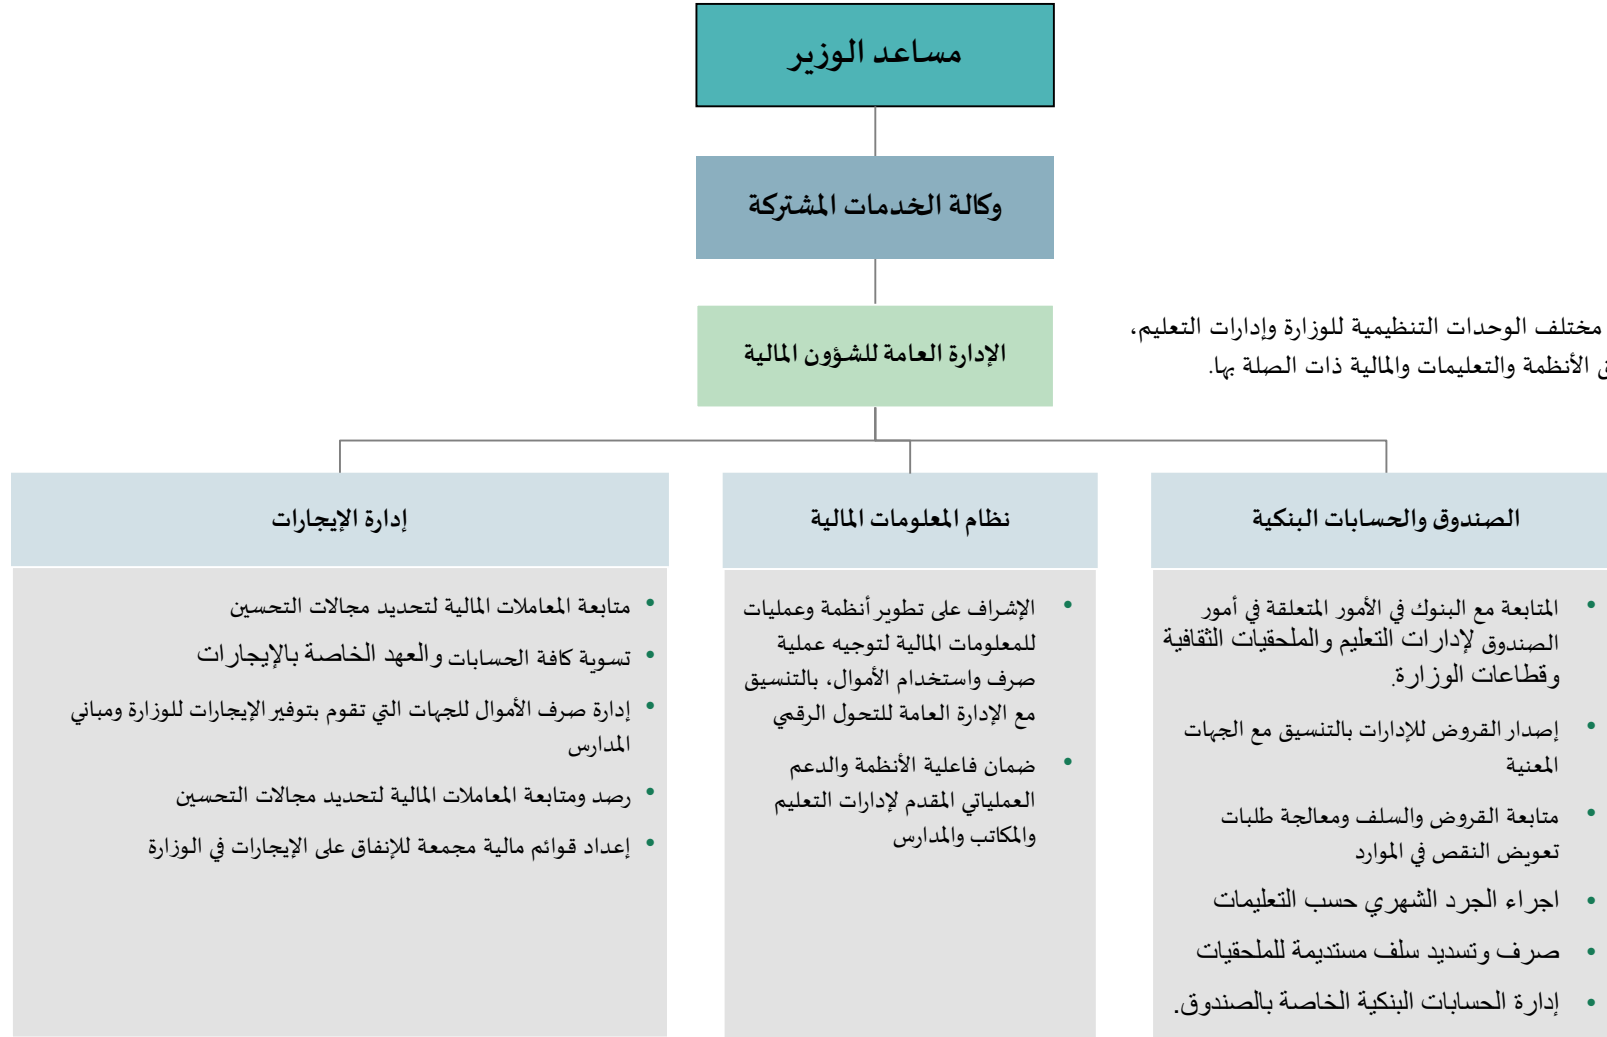 مساعد الوزير
وكالة الخدمات المشتركة
مختلف الوحدات التنظيمية للوزارة وإدارات التعليم،
الأنظمة والتعليمات والمالية ذات الصلة بها.
الإدارة العامة للشؤون المالية
الصندوق والحسابات البنكية
• المتابعة مع البنوك في الأمور المتعلقة في أمور
الصندوق لإدارات التعليم والملحقيات الثقافية
وقطاعات الوزارة.
• إصدار القروض للإدارات بالتنسيق مع الجهات
المعنية
• متابعة القروض والسلف ومعالجة طلبات
تعويض النقص في الموارد
• اجراء الجرد الشهري حسب التعليمات
• صرف وتسديد سلف مستديمة للملحقيات
• إدارة الحسابات البنكية الخاصة بالصندوق.
نظام المعلومات المالية
• الإشراف على تطوير أنظمة وعمليات
للمعلومات المالية لتوجيه عملية
صرف واستخدام الأموال، بالتنسيق
مع الإدارة العامة للتحول الرقمي
• ضمان فاعلية الأنظمة والدعم
العملياتي المقدم لإدارات التعليم
والمكاتب والمدارس
إدارة الإيجارات
• متابعة المعاملات المالية لتحديد مجالات التحسين
• تسوية كافة الحسابات والعهد الخاصة بالإيجارات
• إدارة صرف الأموال للجهات التي تقوم بتوفير الإيجارات للوزارة ومباني
المدارس
• رصد ومتابعة المعاملات المالية لتحديد مجالات التحسين
• إعداد قوائم مالية مجمعة للإنفاق على الإيجارات في الوزارة